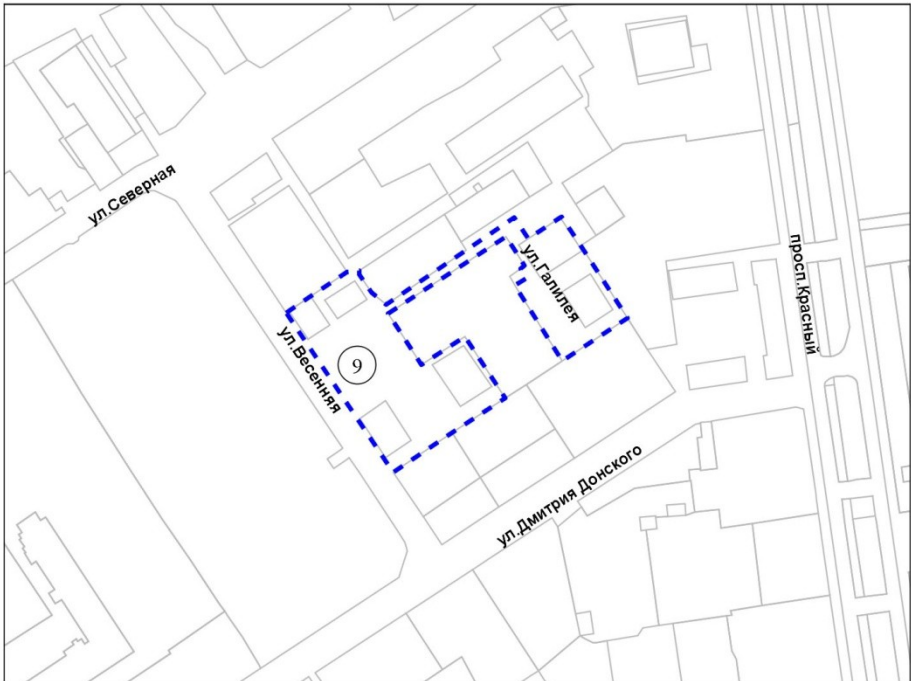 ул.Северная
ул.Галилея
просп.Красный
ул.Весенняя
9
ул.Дмитрия Донского